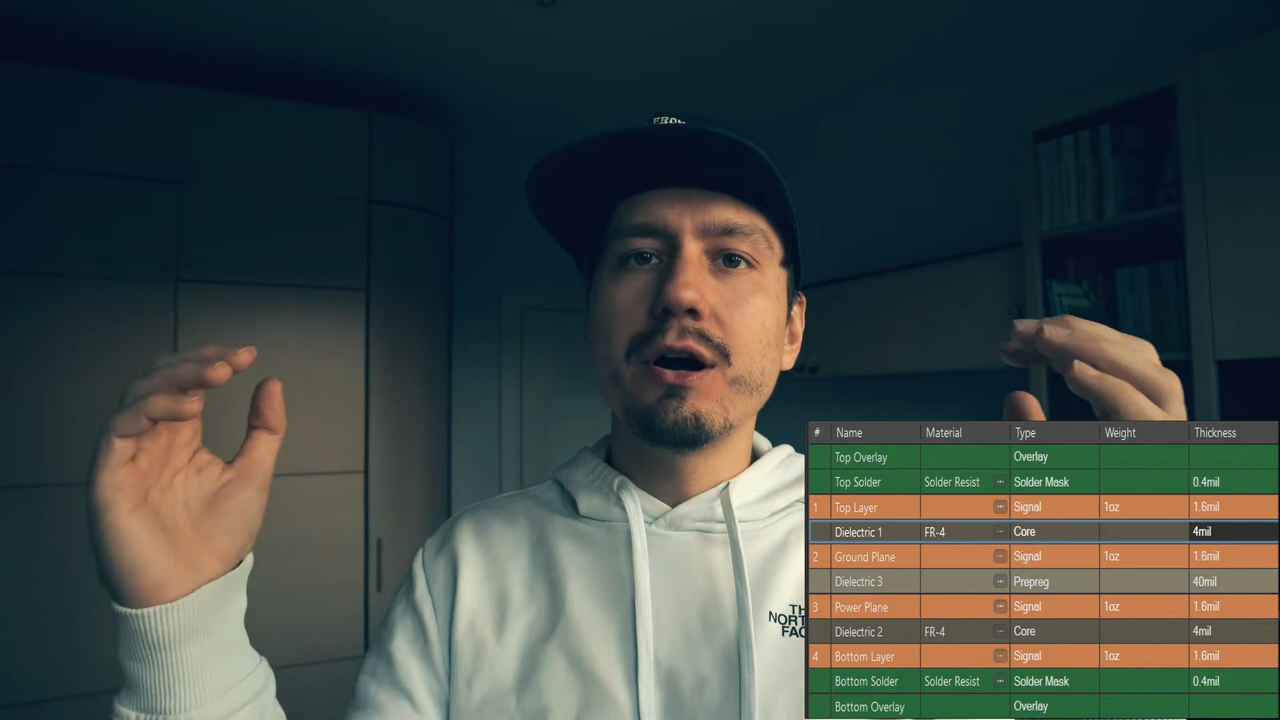 FROM
THE
NORTH
FAC
# Name Material Type Weight Thickness
Top Overlay Overlay
Top Solder Solder Resist Solder Mask 0.4mil
1 Top Layer Signal 1oz 1.6mil
Dielectric 1 FR-4 Core 4mil
2 Ground Plane Signal 1oz 1.6mil
Dielectric 3 Prepreg 40mil
3 Power Plane Signal 1oz 1.6mil
Dielectric 2 FR-4 Core 4mil
4 Bottom Layer Signal 1oz 1.6mil
Bottom Solder Solder Resist Solder Mask 0.4mil
Bottom Overlay Overlay